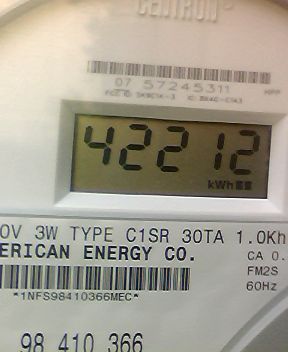 CENTRON
07 57245311
42212
kWh
0V 3W TYPE C1SR 30TA 1.0Kh
ERICAN ENERGY CO.
CA 0.
FM2S
60Hz
*1NFS98410366MEC*
98 410 366